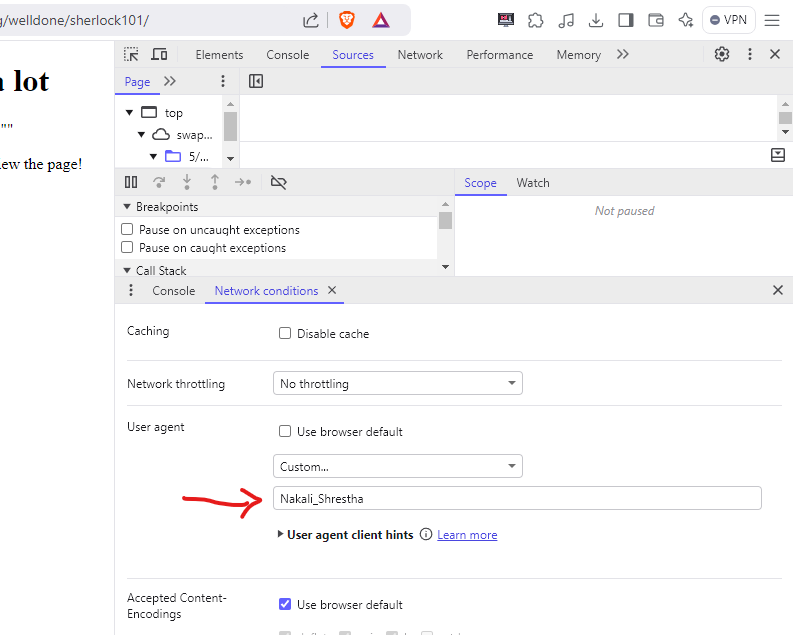 g/welldone/sherlock101/
VPN
a lot
""
iew the page!
Elements Console Sources Network Performance Memory
Page
top
swap...
5/...
Scope Watch
Not paused
Breakpoints
Pause on uncaught exceptions
Pause on caught exceptions
Call Stack
Console Network conditions
Caching Disable cache
Network throttling No throttling
User agent Use browser default
Custom...
Nakali_Shrestha
User agent client hints Learn more
Accepted Content-
Encodings
Use browser default